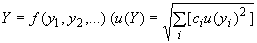 Y = f(y₁, y₂,...) (u(Y) = √∑ᵢ[cᵢu(yᵢ)²]